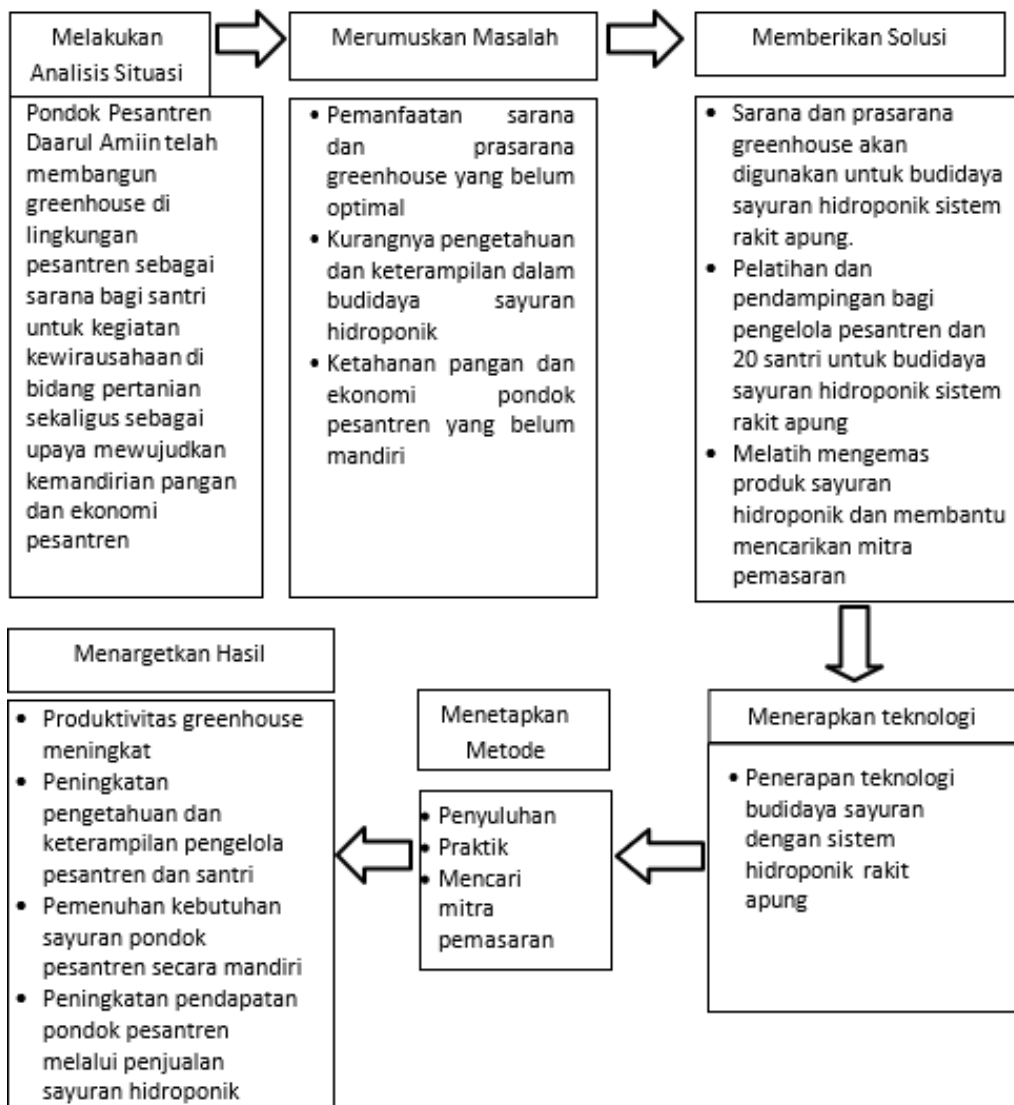 Melakukan
Analisis Situasi
Pondok Pesantren
Daarul Amiin telah
membangun
greenhouse di
lingkungan
pesantren sebagai
sarana bagi santri
untuk kegiatan
kewirausahaan di
bidang pertanian
sekaligus sebagai
upaya mewujudkan
kemandirian pangan
dan ekonomi
pesantren
Merumuskan Masalah
• Pemanfaatan sarana
dan prasarana
greenhouse yang belum
optimal
• Kurangnya pengetahuan
dan keterampilan dalam
budidaya sayuran
hidroponik
• Ketahanan pangan dan
ekonomi pondok
pesantren yang belum
mandiri
Memberikan Solusi
• Sarana dan prasarana
greenhouse akan
digunakan untuk budidaya
sayuran hidroponik sistem
rakit apung.
• Pelatihan dan
pendampingan bagi
pengelola pesantren dan
20 santri untuk budidaya
sayuran hidroponik sistem
rakit apung
• Melatih mengemas
produk sayuran
hidroponik dan membantu
mencarikan mitra
pemasaran
Menerapkan teknologi
• Penerapan teknologi
budidaya sayuran
dengan sistem
hidroponik rakit
apung
Menetapkan
Metode
• Penyuluhan
• Praktik
• Mencari
mitra
pemasaran
Menargetkan Hasil
• Produktivitas greenhouse
meningkat
• Peningkatan
pengetahuan dan
keterampilan pengelola
pesantren dan santri
• Pemenuhan kebutuhan
sayuran pondok
pesantren secara mandiri
• Peningkatan pendapatan
pondok pesantren
melalui penjualan
sayuran hidroponik